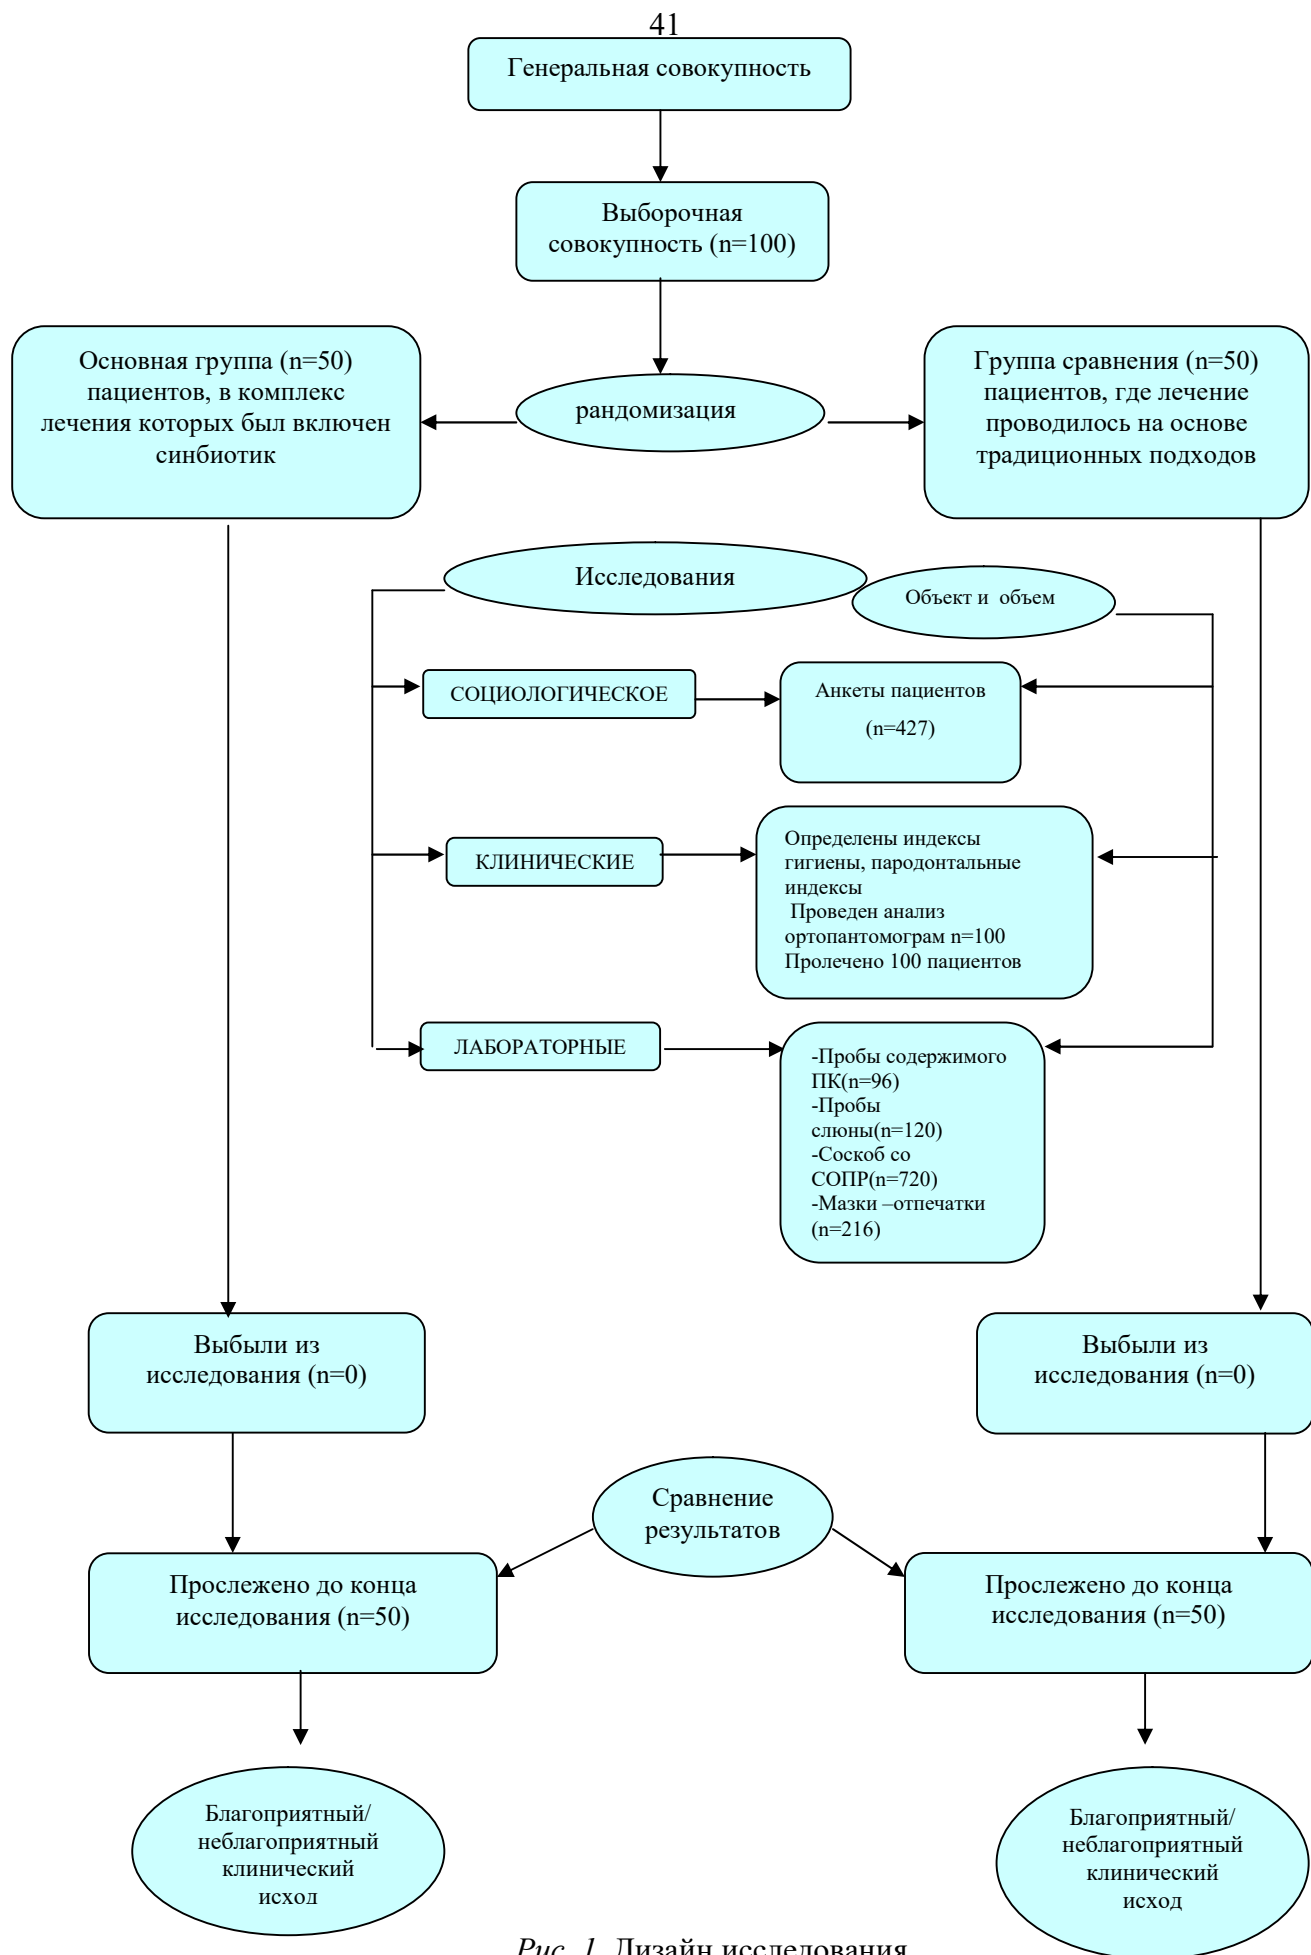 41
Генеральная совокупность
Выборочная
совокупность (n=100)
Основная группа (n=50)
пациентов, в комплекс
лечения которых был включен
синбиотик
рандомизация
Группа сравнения (n=50)
пациентов, где лечение
проводилось на основе
традиционных подходов
Исследования
Объект и объем
СОЦИОЛОГИЧЕСКОЕ
Анкеты пациентов
(n=427)
КЛИНИЧЕСКИЕ
Определены индексы
гигиены, пародонтальные
индексы
Проведен анализ
ортопантомограм n=100
Пролечено 100 пациентов
ЛАБОРАТОРНЫЕ
-Пробы содержимого
ПК(n=96)
-Пробы
слюны(n=120)
-Соскоб со
СОПР(n=720)
-Мазки –отпечатки
(n=216)
Выбыли из
исследования (n=0)
Выбыли из
исследования (n=0)
Сравнение
результатов
Прослежено до конца
исследования (n=50)
Прослежено до конца
исследования (n=50)
Благоприятный/
неблагоприятный
клинический
исход
Благоприятный/
неблагоприятный
клинический
исход
Рис. 1. Дизайн исследования